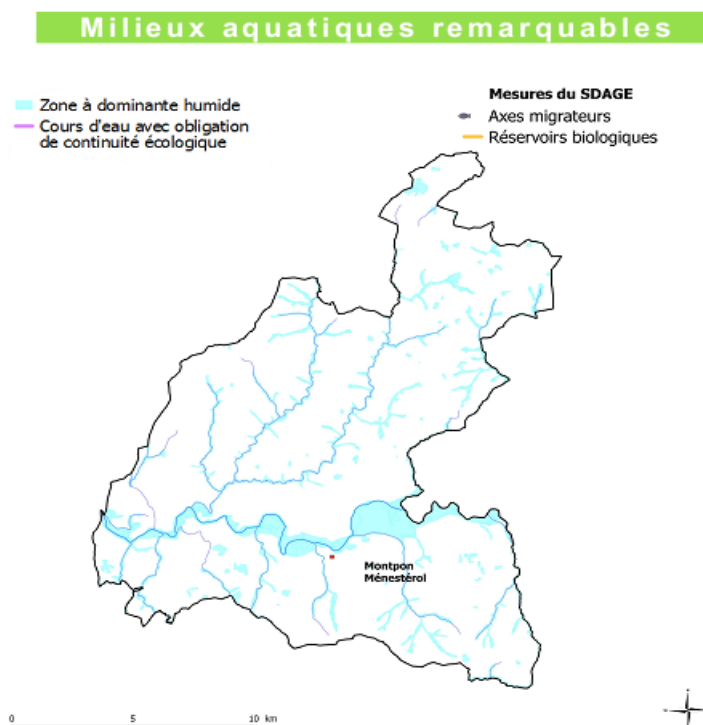 Milieux aquatiques remarquables
Zone à dominante humide
Cours d'eau avec obligation
de continuité écologique
Mesures du SDAGE
Axes migrateurs
Réservoirs biologiques
Montpon
Ménestérol
0 5 10 km